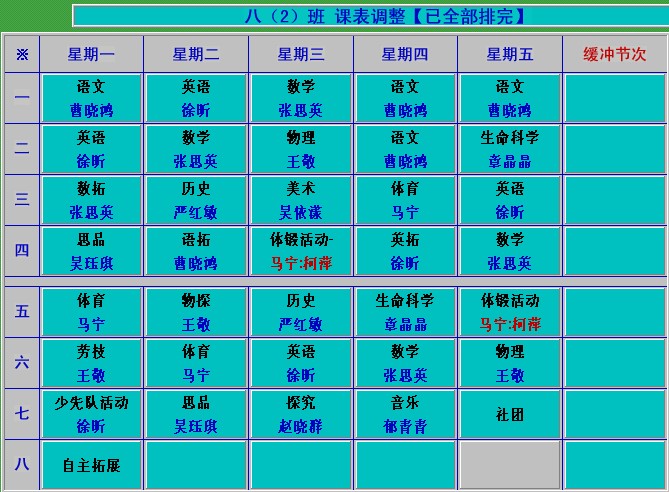 八（2）班 课表调整【已全部排完】
※ 星期一 星期二 星期三 星期四 星期五 缓冲节次
一 语文 英语 数学 语文 语文
曹晓鸿 徐昕 张思英 曹晓鸿 曹晓鸿
二 英语 数学 物理 语文 生命科学
徐昕 张思英 王敬 曹晓鸿 章晶晶
三 数拓 历史 美术 体育 英语
张思英 严红敏 吴依漾 马宁 徐昕
四 思品 语拓 体锻活动- 英拓 数学
吴珏琪 曹晓鸿 马宁:柯萍 徐昕 张思英
五 体育 物探 历史 生命科学 体锻活动
马宁 王敬 严红敏 章晶晶 马宁:柯萍
六 劳技 体育 英语 数学 物理
王敬 马宁 徐昕 张思英 王敬
七 少先队活动 思品 探究 音乐 社团
徐昕 吴珏琪 赵晓群 郁青青
八 自主拓展